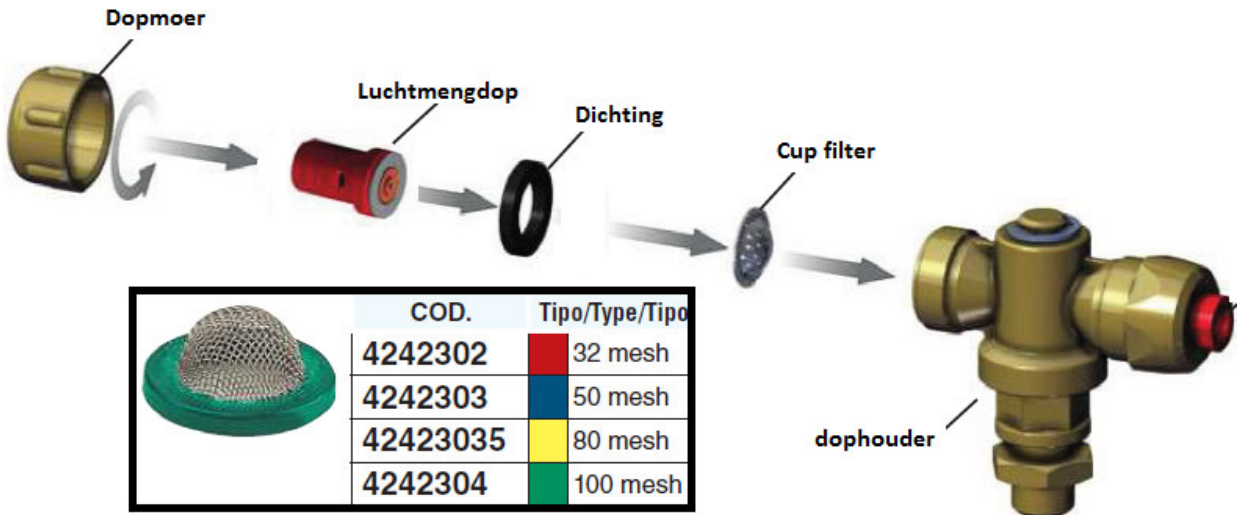 Dopmoer
Luchtmengdop
Dichting
Cup filter
dophouder
COD. Tipo/Type/Tipo
4242302 32 mesh
4242303 50 mesh
42423035 80 mesh
4242304 100 mesh